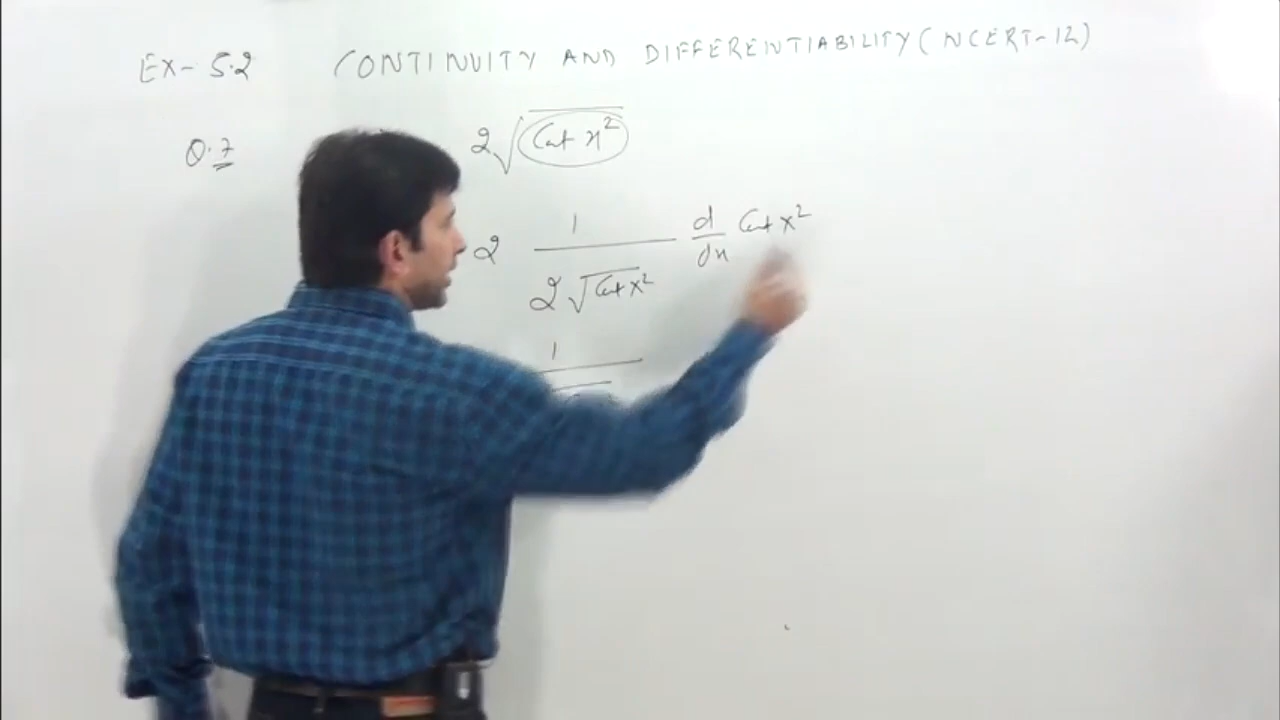 EX- 5.2 CONTINUITY AND DIFFERENTIABILITY (NCERT-12)
Q.7 2√(Cot x²)
2 1/(2√(Cot x²)) d/dx Cot x²
1